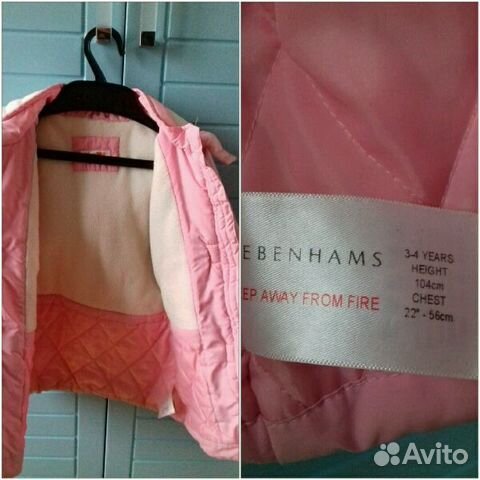 EBENHAMS
EP AWAY FROM FIRE
3-4 YEARS
HEIGHT
104cm
CHEST
22" - 56cm
Avito